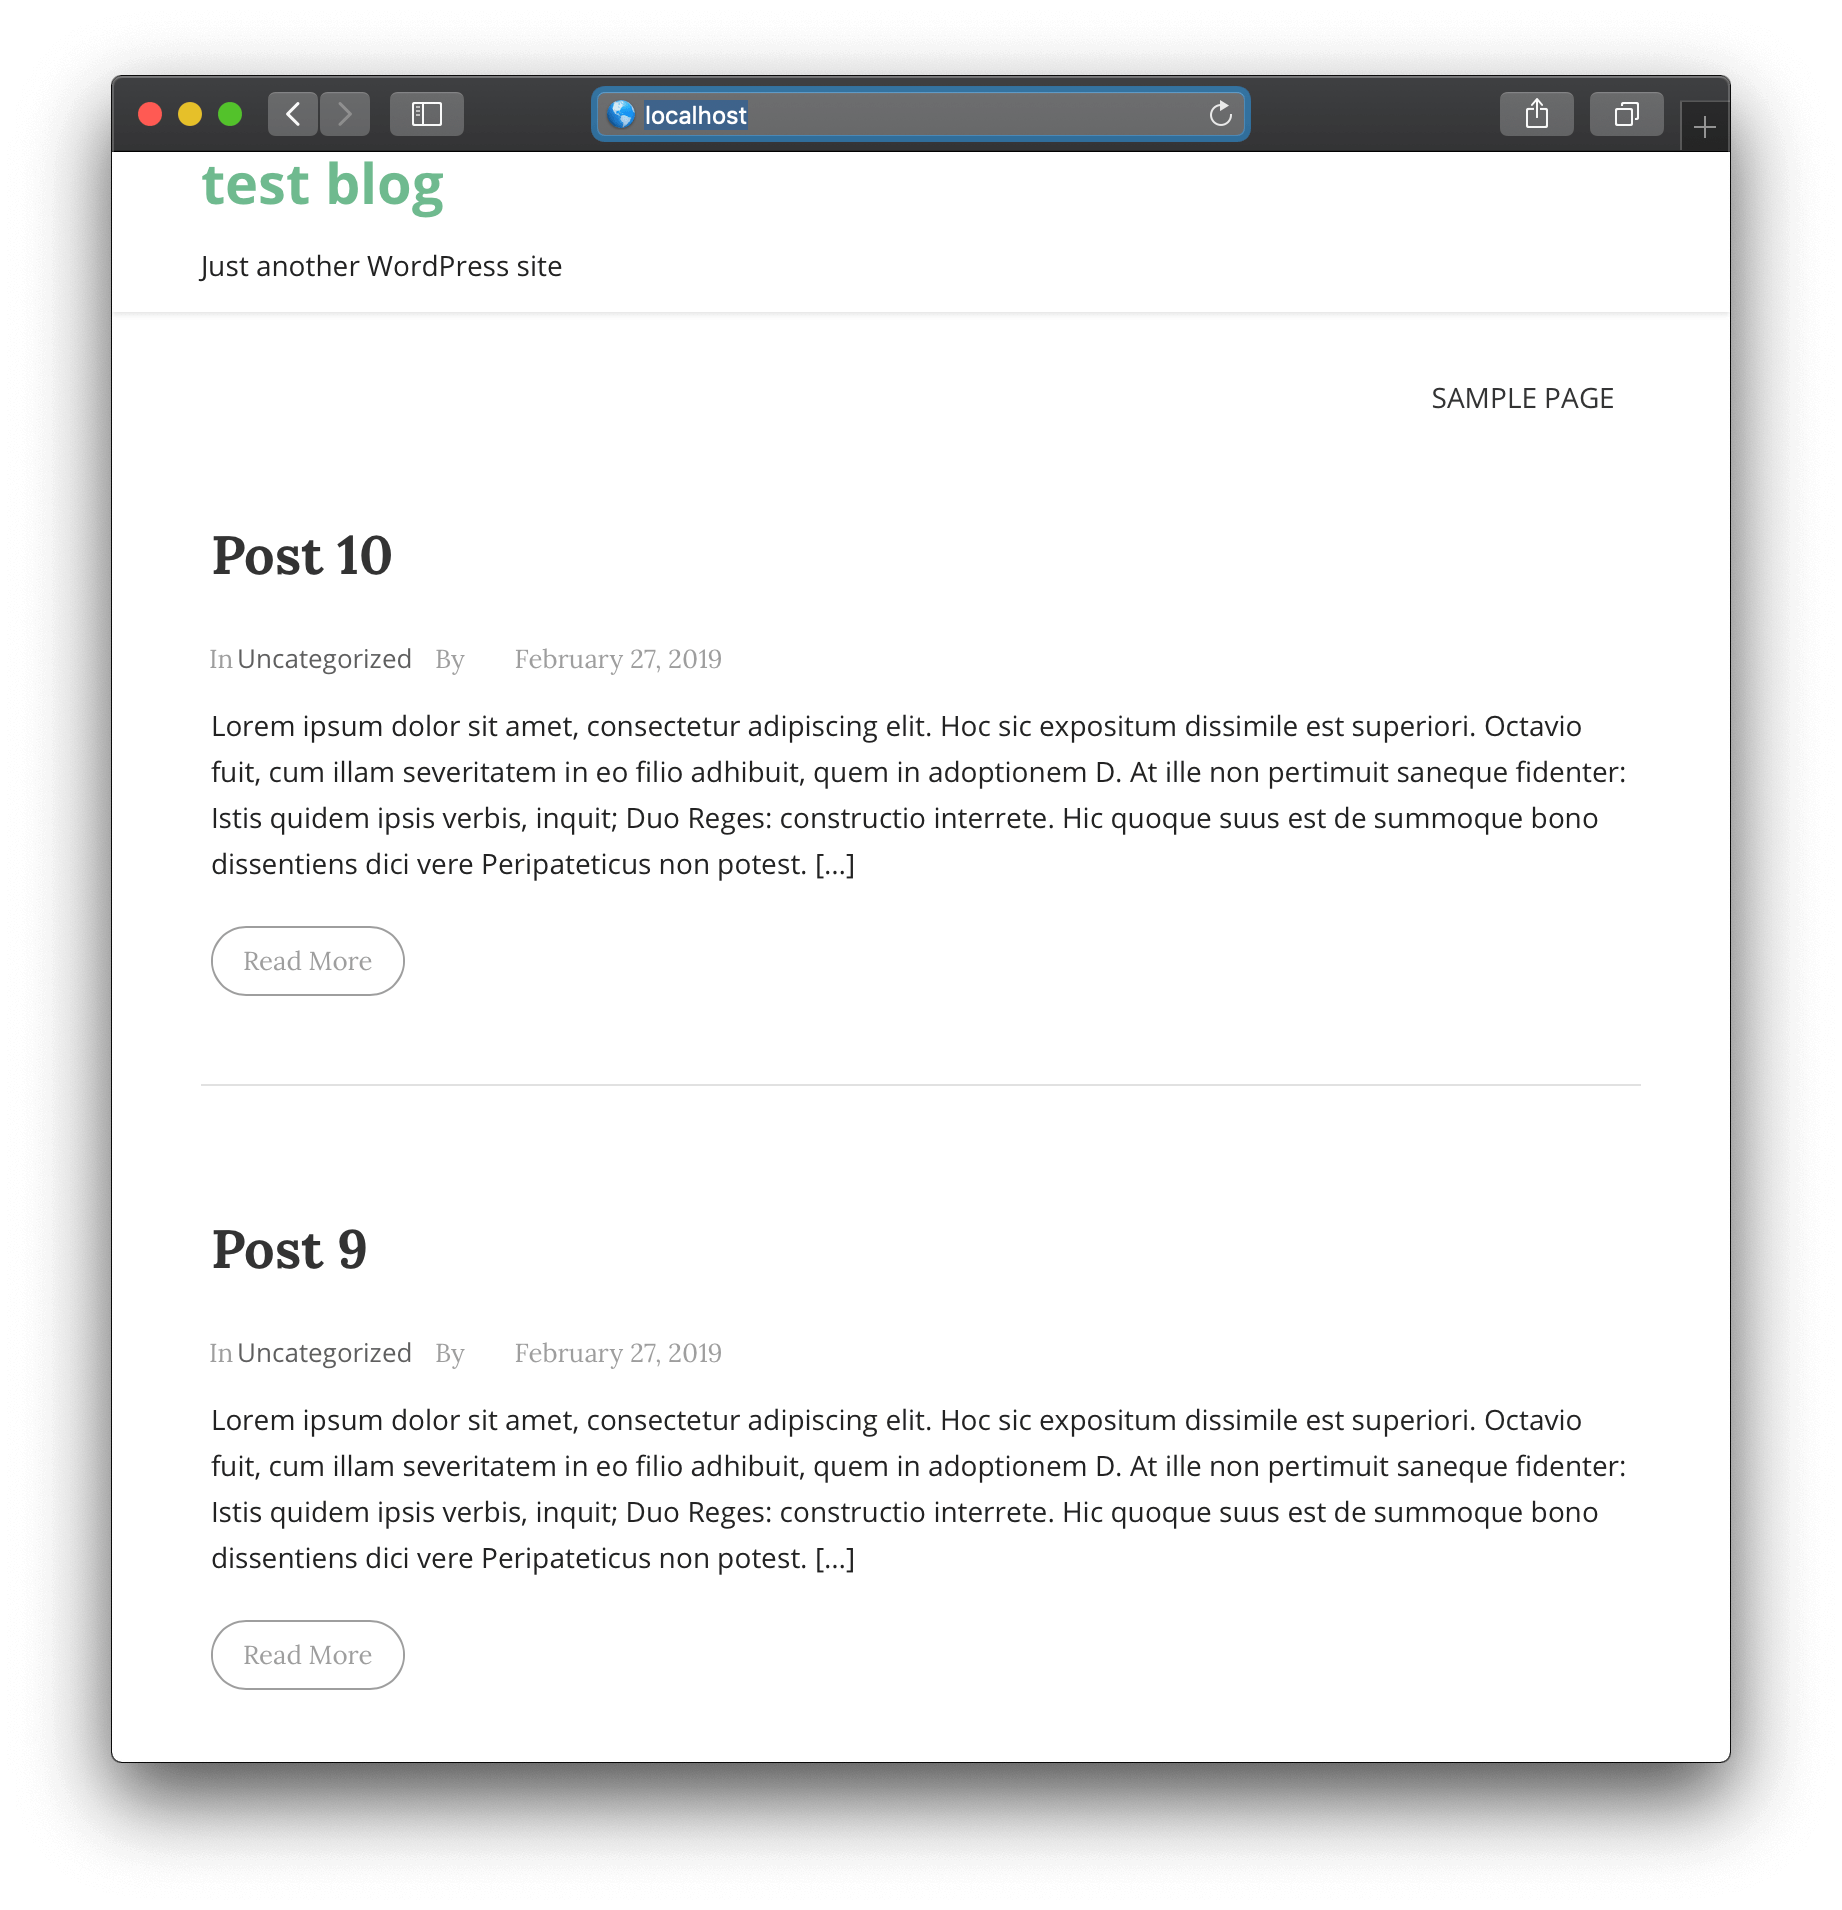 localhost
test blog
Just another WordPress site
SAMPLE PAGE
Post 10
In Uncategorized By February 27, 2019
Lorem ipsum dolor sit amet, consectetur adipiscing elit. Hoc sic expositum dissimile est superiori. Octavio
fuit, cum illam severitatem in eo filio adhibuit, quem in adoptionem D. At ille non pertimuit saneque fidenter:
Istis quidem ipsis verbis, inquit; Duo Reges: constructio interrete. Hic quoque suus est de summoque bono
dissentiens dici vere Peripateticus non potest. [...]
Read More
Post 9
In Uncategorized By February 27, 2019
Lorem ipsum dolor sit amet, consectetur adipiscing elit. Hoc sic expositum dissimile est superiori. Octavio
fuit, cum illam severitatem in eo filio adhibuit, quem in adoptionem D. At ille non pertimuit saneque fidenter:
Istis quidem ipsis verbis, inquit; Duo Reges: constructio interrete. Hic quoque suus est de summoque bono
dissentiens dici vere Peripateticus non potest. [...]
Read More